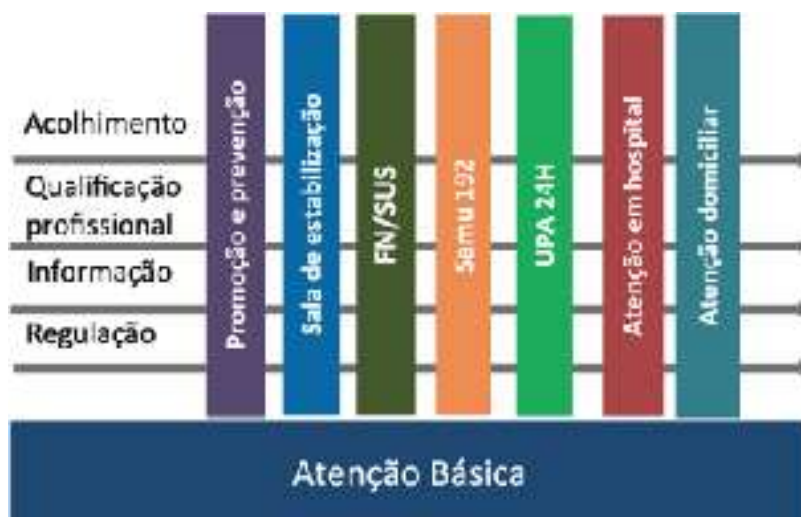 Acolhimento
Qualificação
profissional
Informação
Regulação
Promoção e prevenção
Sala de estabilização
FN/SUS
Samu 192
UPA 24H
Atenção em hospital
Atenção domiciliar
Atenção Básica